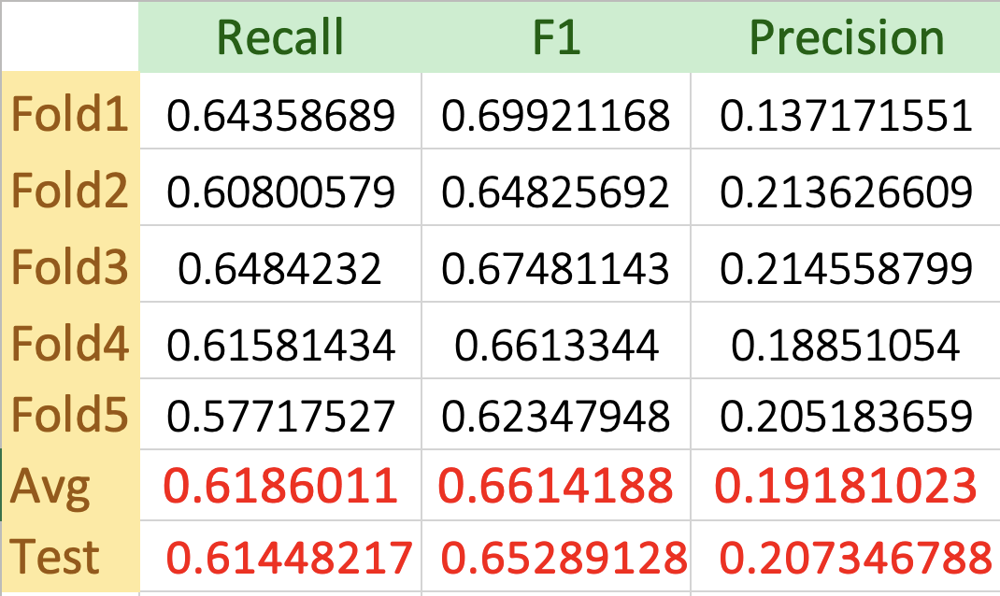 Recall F1 Precision
Fold1 0.64358689 0.69921168 0.137171551
Fold2 0.60800579 0.64825692 0.213626609
Fold3 0.6484232 0.67481143 0.214558799
Fold4 0.61581434 0.6613344 0.18851054
Fold5 0.57717527 0.62347948 0.205183659
Avg 0.6186011 0.6614188 0.19181023
Test 0.61448217 0.65289128 0.207346788